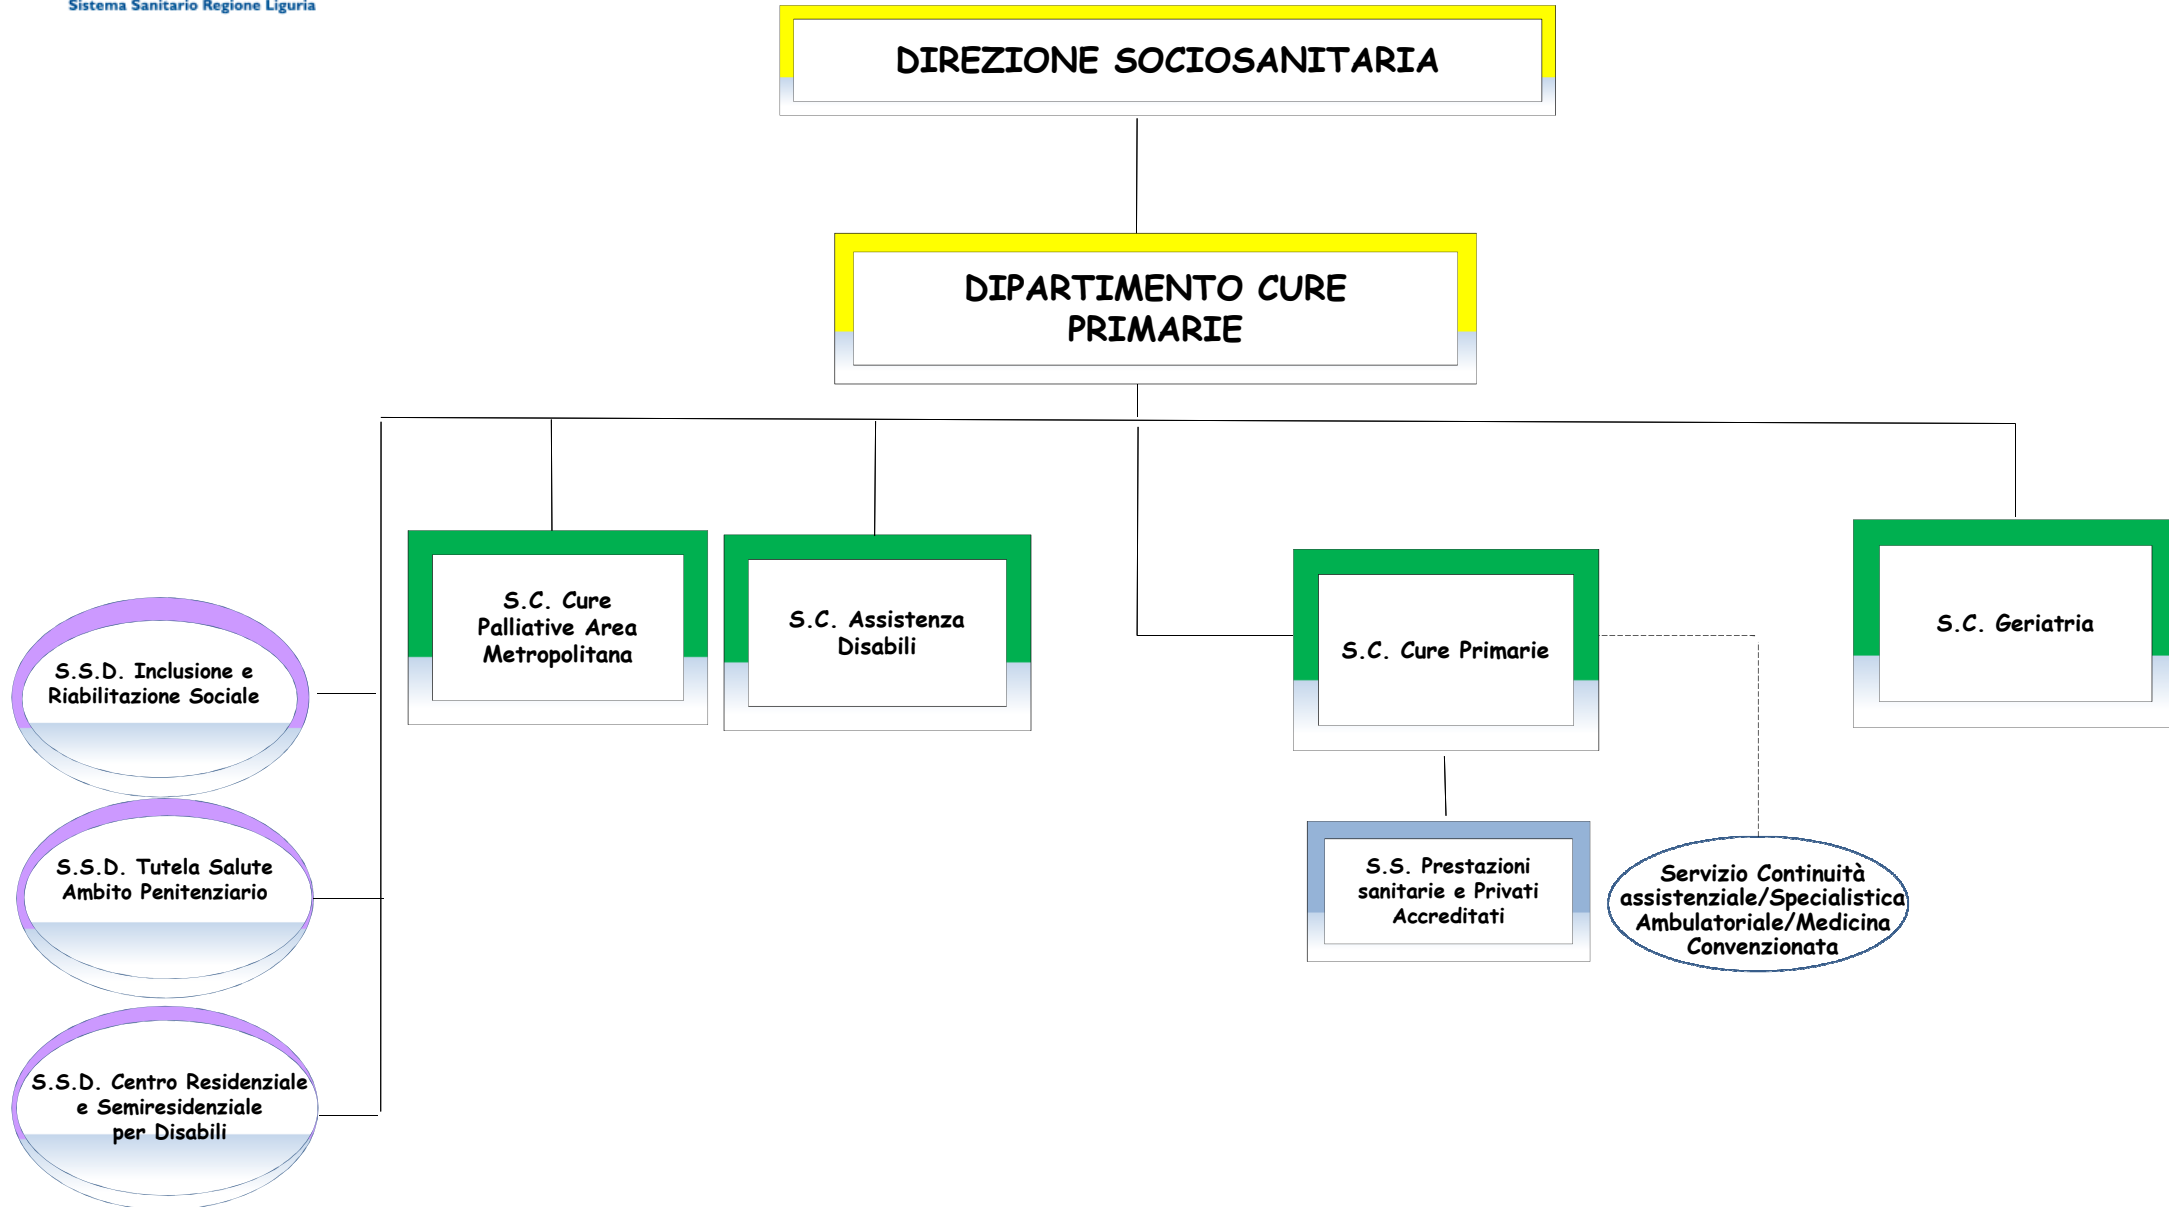 Sistema Sanitario Regione Liguria
DIREZIONE SOCIOSANITARIA
DIPARTIMENTO CURE
PRIMARIE
S.C. Cure
Palliative Area
Metropolitana
S.C. Assistenza
Disabili
S.C. Cure Primarie
S.C. Geriatria
S.S.D. Inclusione e
Riabilitazione Sociale
S.S.D. Tutela Salute
Ambito Penitenziario
S.S.D. Centro Residenziale
e Semiresidenziale
per Disabili
S.S. Prestazioni
sanitarie e Privati
Accreditati
Servizio Continuità
assistenziale/Specialistica
Ambulatoriale/Medicina
Convenzionata